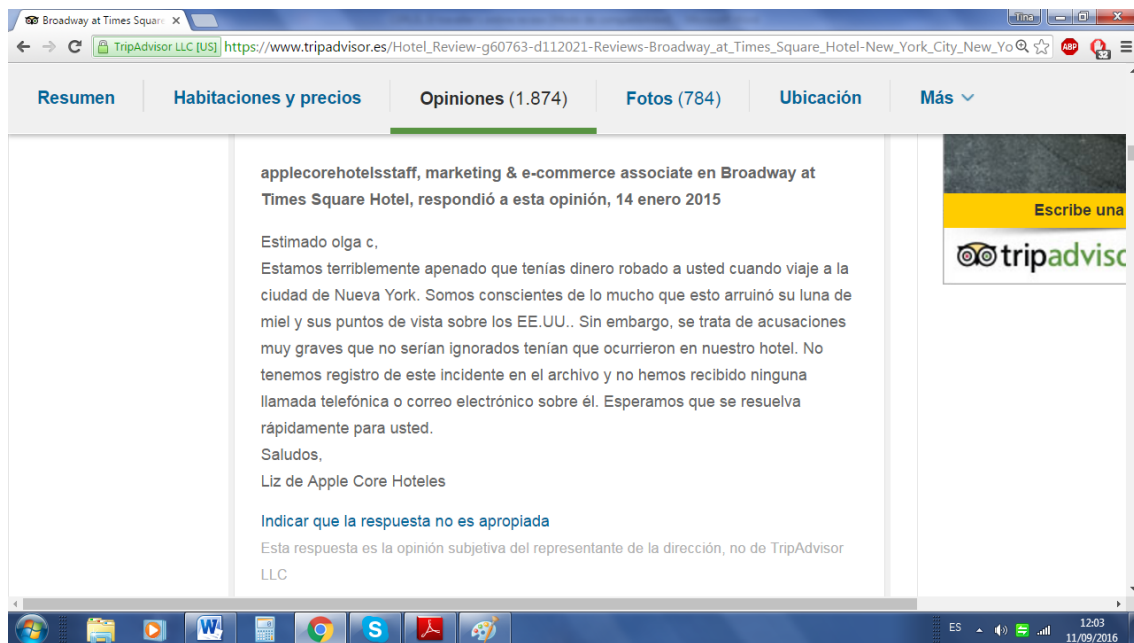 Broadway at Times Square
Tina
TripAdvisor LLC [US] https://www.tripadvisor.es/Hotel_Review-g60763-d112021-Reviews-Broadway_at_Times_Square_Hotel-New_York_City_New_Yo
ABP
32
Resumen Habitaciones y precios Opiniones (1.874) Fotos (784) Ubicación Más
applecorehotelsstaff, marketing & e-commerce associate en Broadway at
Times Square Hotel, respondió a esta opinión, 14 enero 2015
Estimado olga c,
Estamos terriblemente apenado que tenías dinero robado a usted cuando viaje a la
ciudad de Nueva York. Somos conscientes de lo mucho que esto arruinó su luna de
miel y sus puntos de vista sobre los EE.UU.. Sin embargo, se trata de acusaciones
muy graves que no serían ignorados tenían que ocurrieron en nuestro hotel. No
tenemos registro de este incidente en el archivo y no hemos recibido ninguna
llamada telefónica o correo electrónico sobre él. Esperamos que se resuelva
rápidamente para usted.
Saludos,
Liz de Apple Core Hoteles
Indicar que la respuesta no es apropiada
Esta respuesta es la opinión subjetiva del representante de la dirección, no de TripAdvisor
LLC
Escribe una
tripadvisc
ES
12:03
11/09/2016